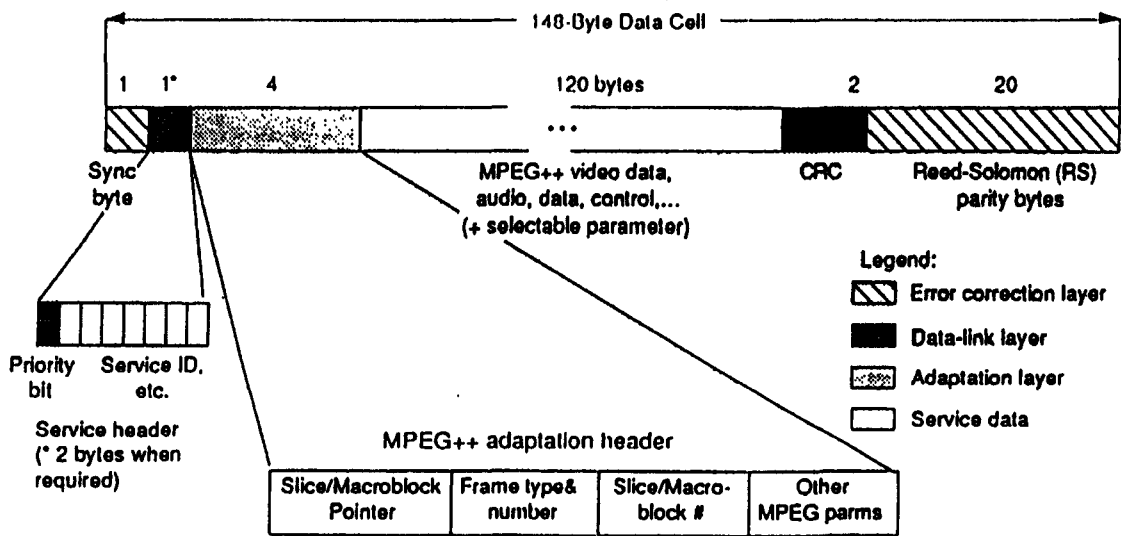 148-Byte Data Cell
1 1* 4 120 bytes 2 20
...
Sync
byte
MPEG++ video data,
audio, data, control,...
(+ selectable parameter)
CRC
Reed-Solomon (RS)
parity bytes
Legend:
Error correction layer
Data-link layer
Adaptation layer
Service data
Priority
bit
Service ID,
etc.
Service header
(* 2 bytes when
required)
MPEG++ adaptation header
Slice/Macroblock
Pointer
Frame type&
number
Slice/Macro-
block #
Other
MPEG parms